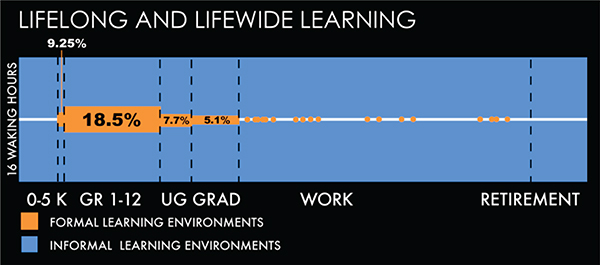 LIFELONG AND LIFEWIDE LEARNING
9.25%
16 WAKING HOURS
18.5%
7.7%
5.1%
0-5 K GR 1-12 UG GRAD WORK RETIREMENT
FORMAL LEARNING ENVIRONMENTS
INFORMAL LEARNING ENVIRONMENTS